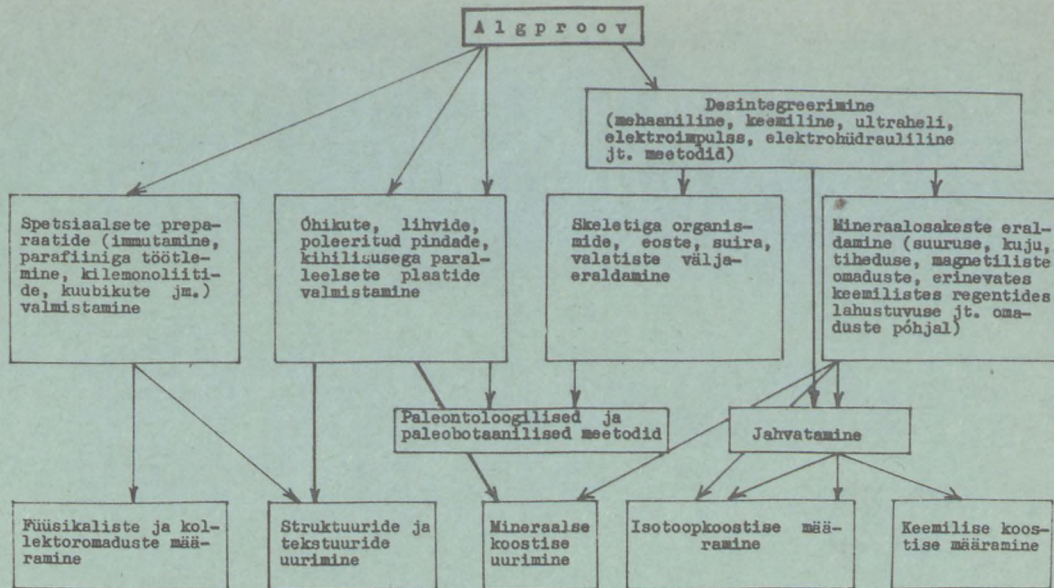 Algproov
Desintegreerimine
(mehaaniline, keemiline, ultraheli,
elektroimpulss, elektrohüdrauliline
jt. meetodid)
Spetsiaalsete prepa-
raatide (immutamine,
parafiiniga töötle-
mine, kilemonoliiti-
de, kuubikute jm.)
valmistamine
Õhikute, lihvide,
poleeritud pindade,
kihilisusega paral-
leelsete plaatide
valmistamine
Skeletiga organis-
mide, eoste, suira,
valatiste välja-
eraldamine
Mineraalosakeste eral-
damine (suuruse, kuju,
tiheduse, magnetiliste
omaduste, erinevates
keemilistes regentides
lahustuvuse jt. oma-
duste põhjal)
Paleontoloogilised ja
paleobotaanilised meetodid
Jahvatamine
Füüsikaliste ja kol-
lektoromaduste mää-
ramine
Struktuuride ja
tekstuuride
uurimine
Mineraalse
koostise
uurimine
Isotoopkoostise mää-
ramine
Keemilise koos-
tise määramine